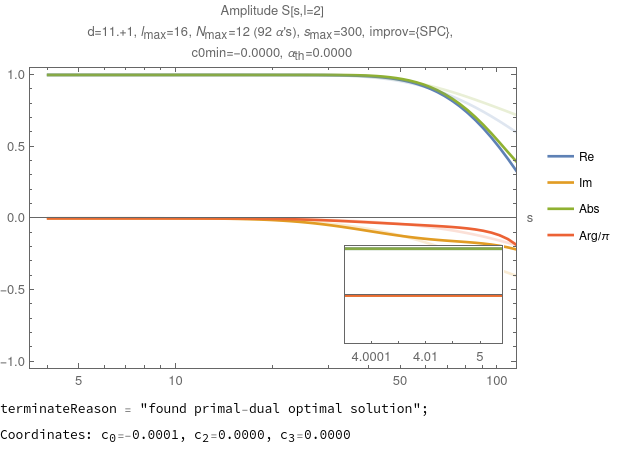 Amplitude S[s,l=2]
d=11.+1, lmax=16, Nmax=12 (92 α's), smax=300, improv={SPC},
c0min=-0.0000, αth=0.0000
1.0
0.5
0.0
-0.5
-1.0
s
Re
Im
Abs
Arg/π
4.0001 4.01 5
5 10 50 100
terminateReason = "found primal-dual optimal solution";
Coordinates: c0=-0.0001, c2=0.0000, c3=0.0000